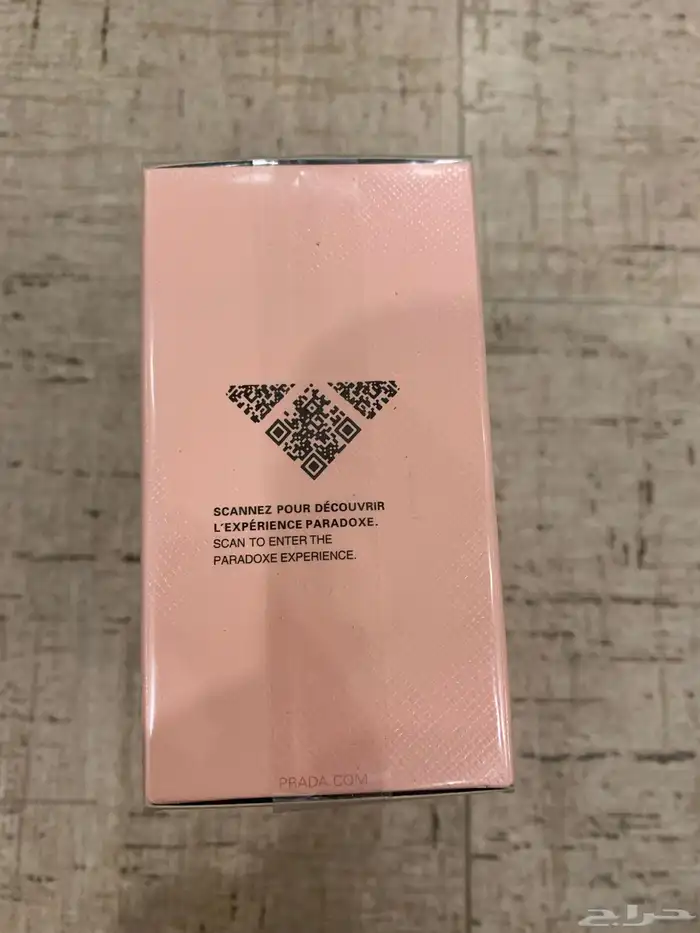 SCANNEZ POUR DÉCOUVRIR
L'EXPÉRIENCE PARADOXE.
SCAN TO ENTER THE
PARADOXE EXPERIENCE.
PRADA.COM
حراج